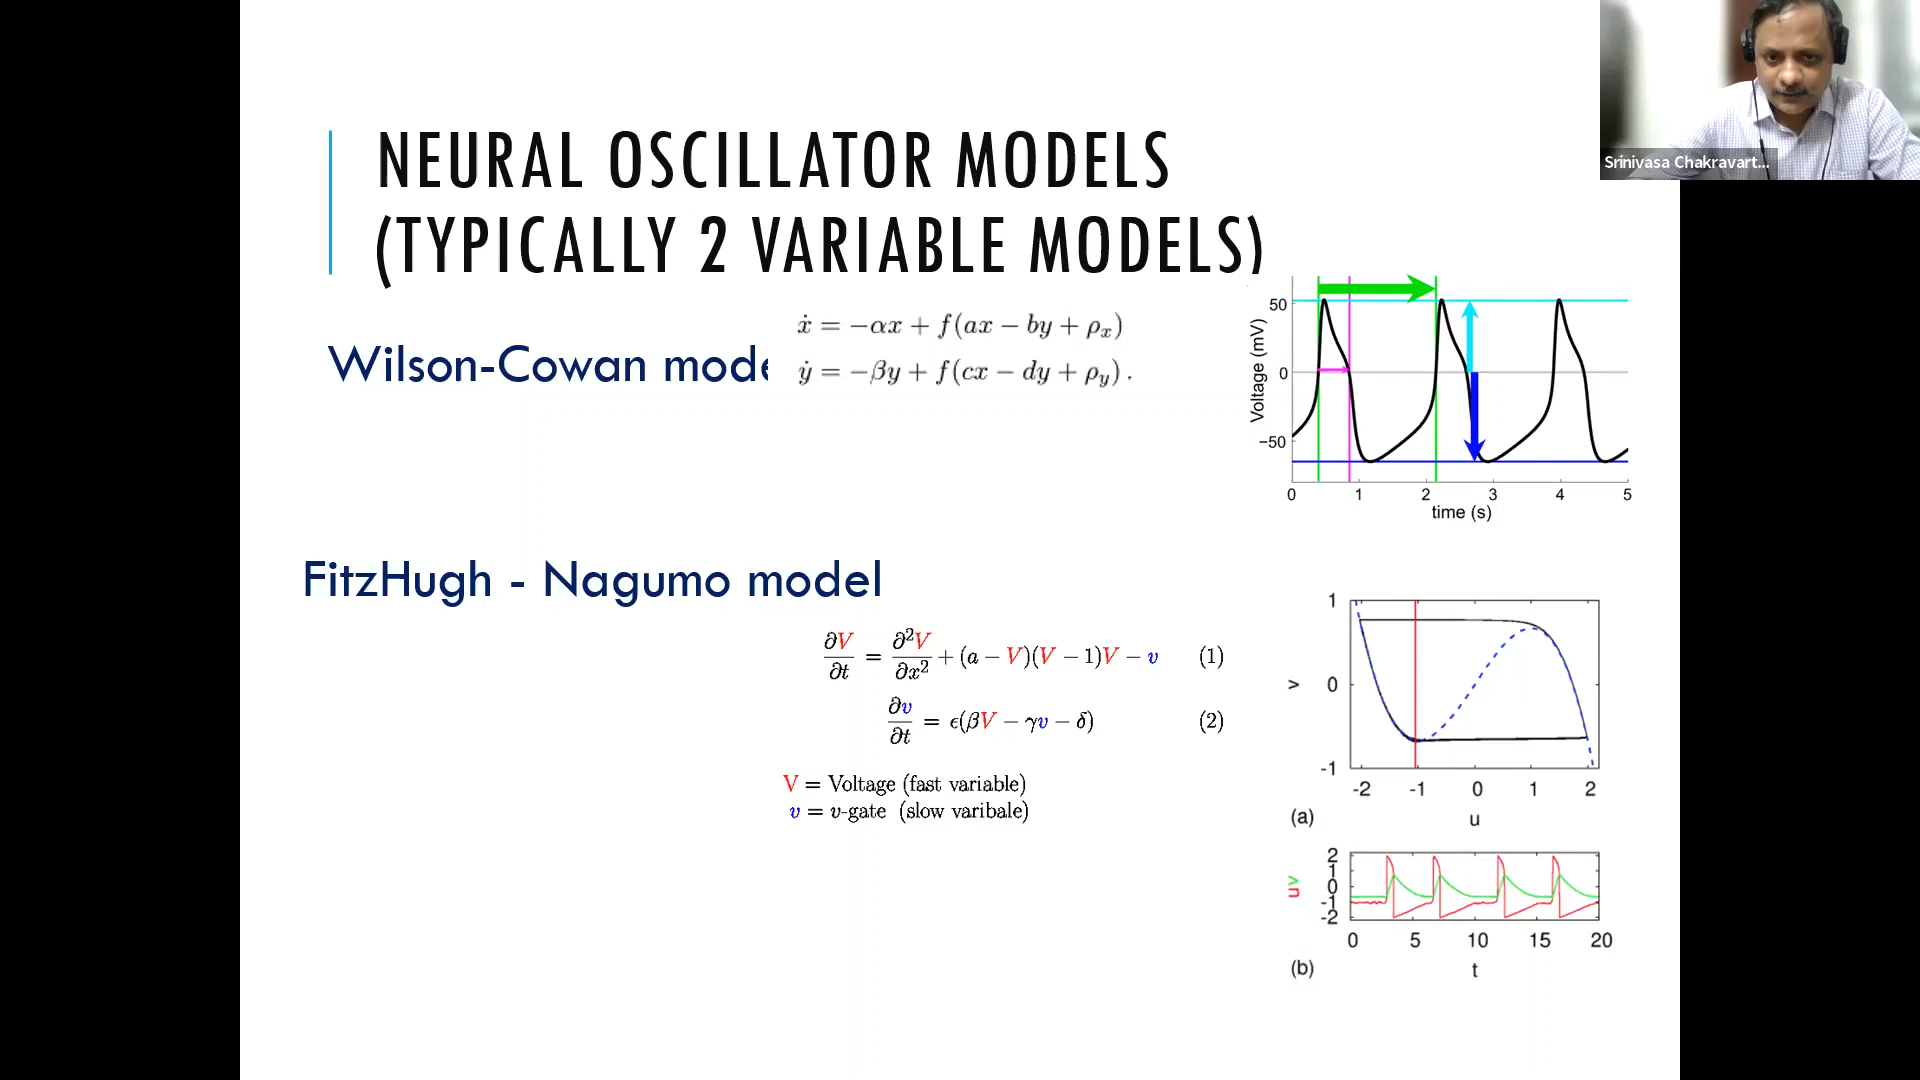 Srinivasa Chakravart...
NEURAL OSCILLATOR MODELS
(TYPICALLY 2 VARIABLE MODELS)
Wilson-Cowan mode
ẋ = −αx + f(ax − by + ρₓ)
ẏ = −βy + f(cx − dy + ρᵧ) .
Voltage (mV)
50
0
−50
0 1 2 3 4 5
time (s)
FitzHugh - Nagumo model
∂V/∂t = ∂²V/∂x² + (a − V)(V − 1)V − v (1)
∂v/∂t = ϵ(βV − γv − δ) (2)
V = Voltage (fast variable)
v = v-gate (slow varibale)
v
1
0
-1
-2 -1 0 1 2
(a)
u
u v
2
1
0
-1
-2
0 5 10 15 20
(b)
t